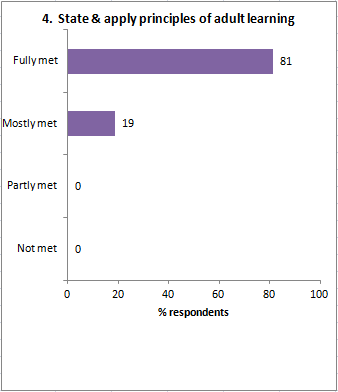 4. State & apply principles of adult learning
Fully met 81
Mostly met 19
Partly met 0
Not met 0
0 20 40 60 80 100
% respondents